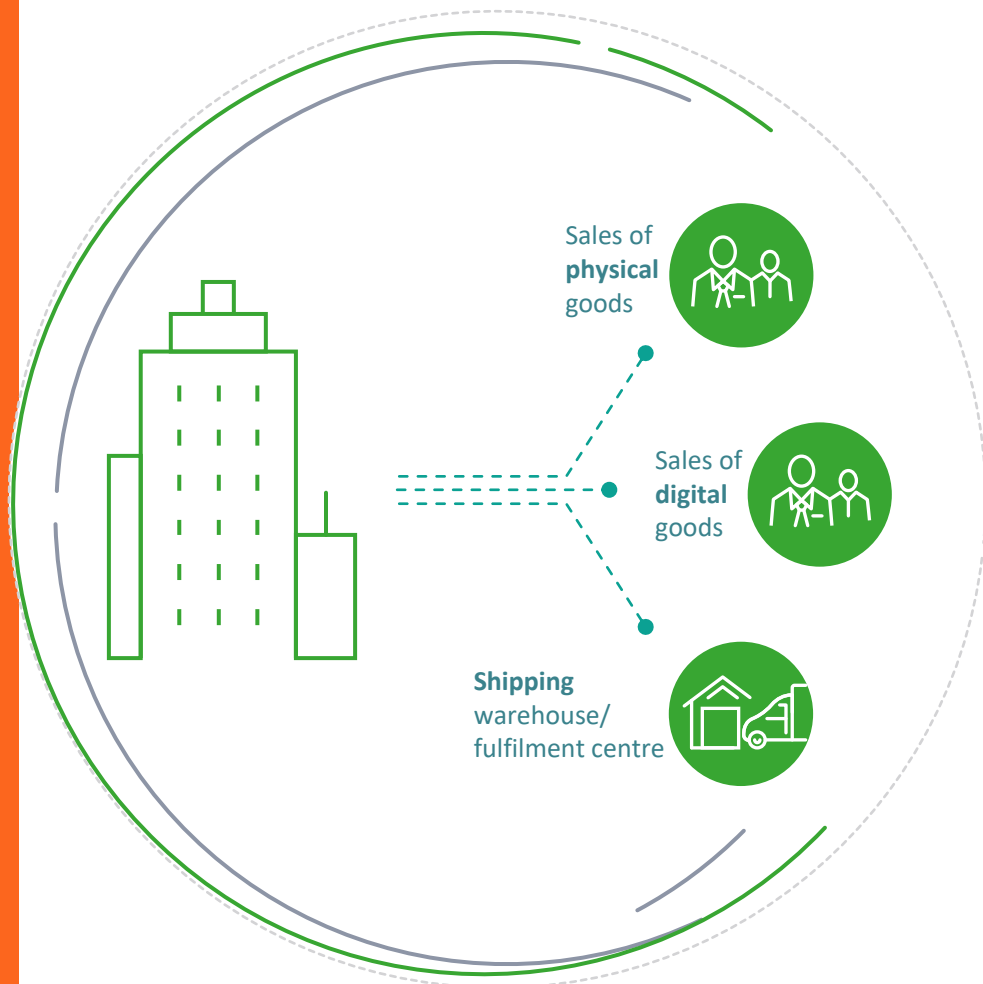 Sales of
physical
goods
Sales of
digital
goods
Shipping
warehouse/
fulfilment centre